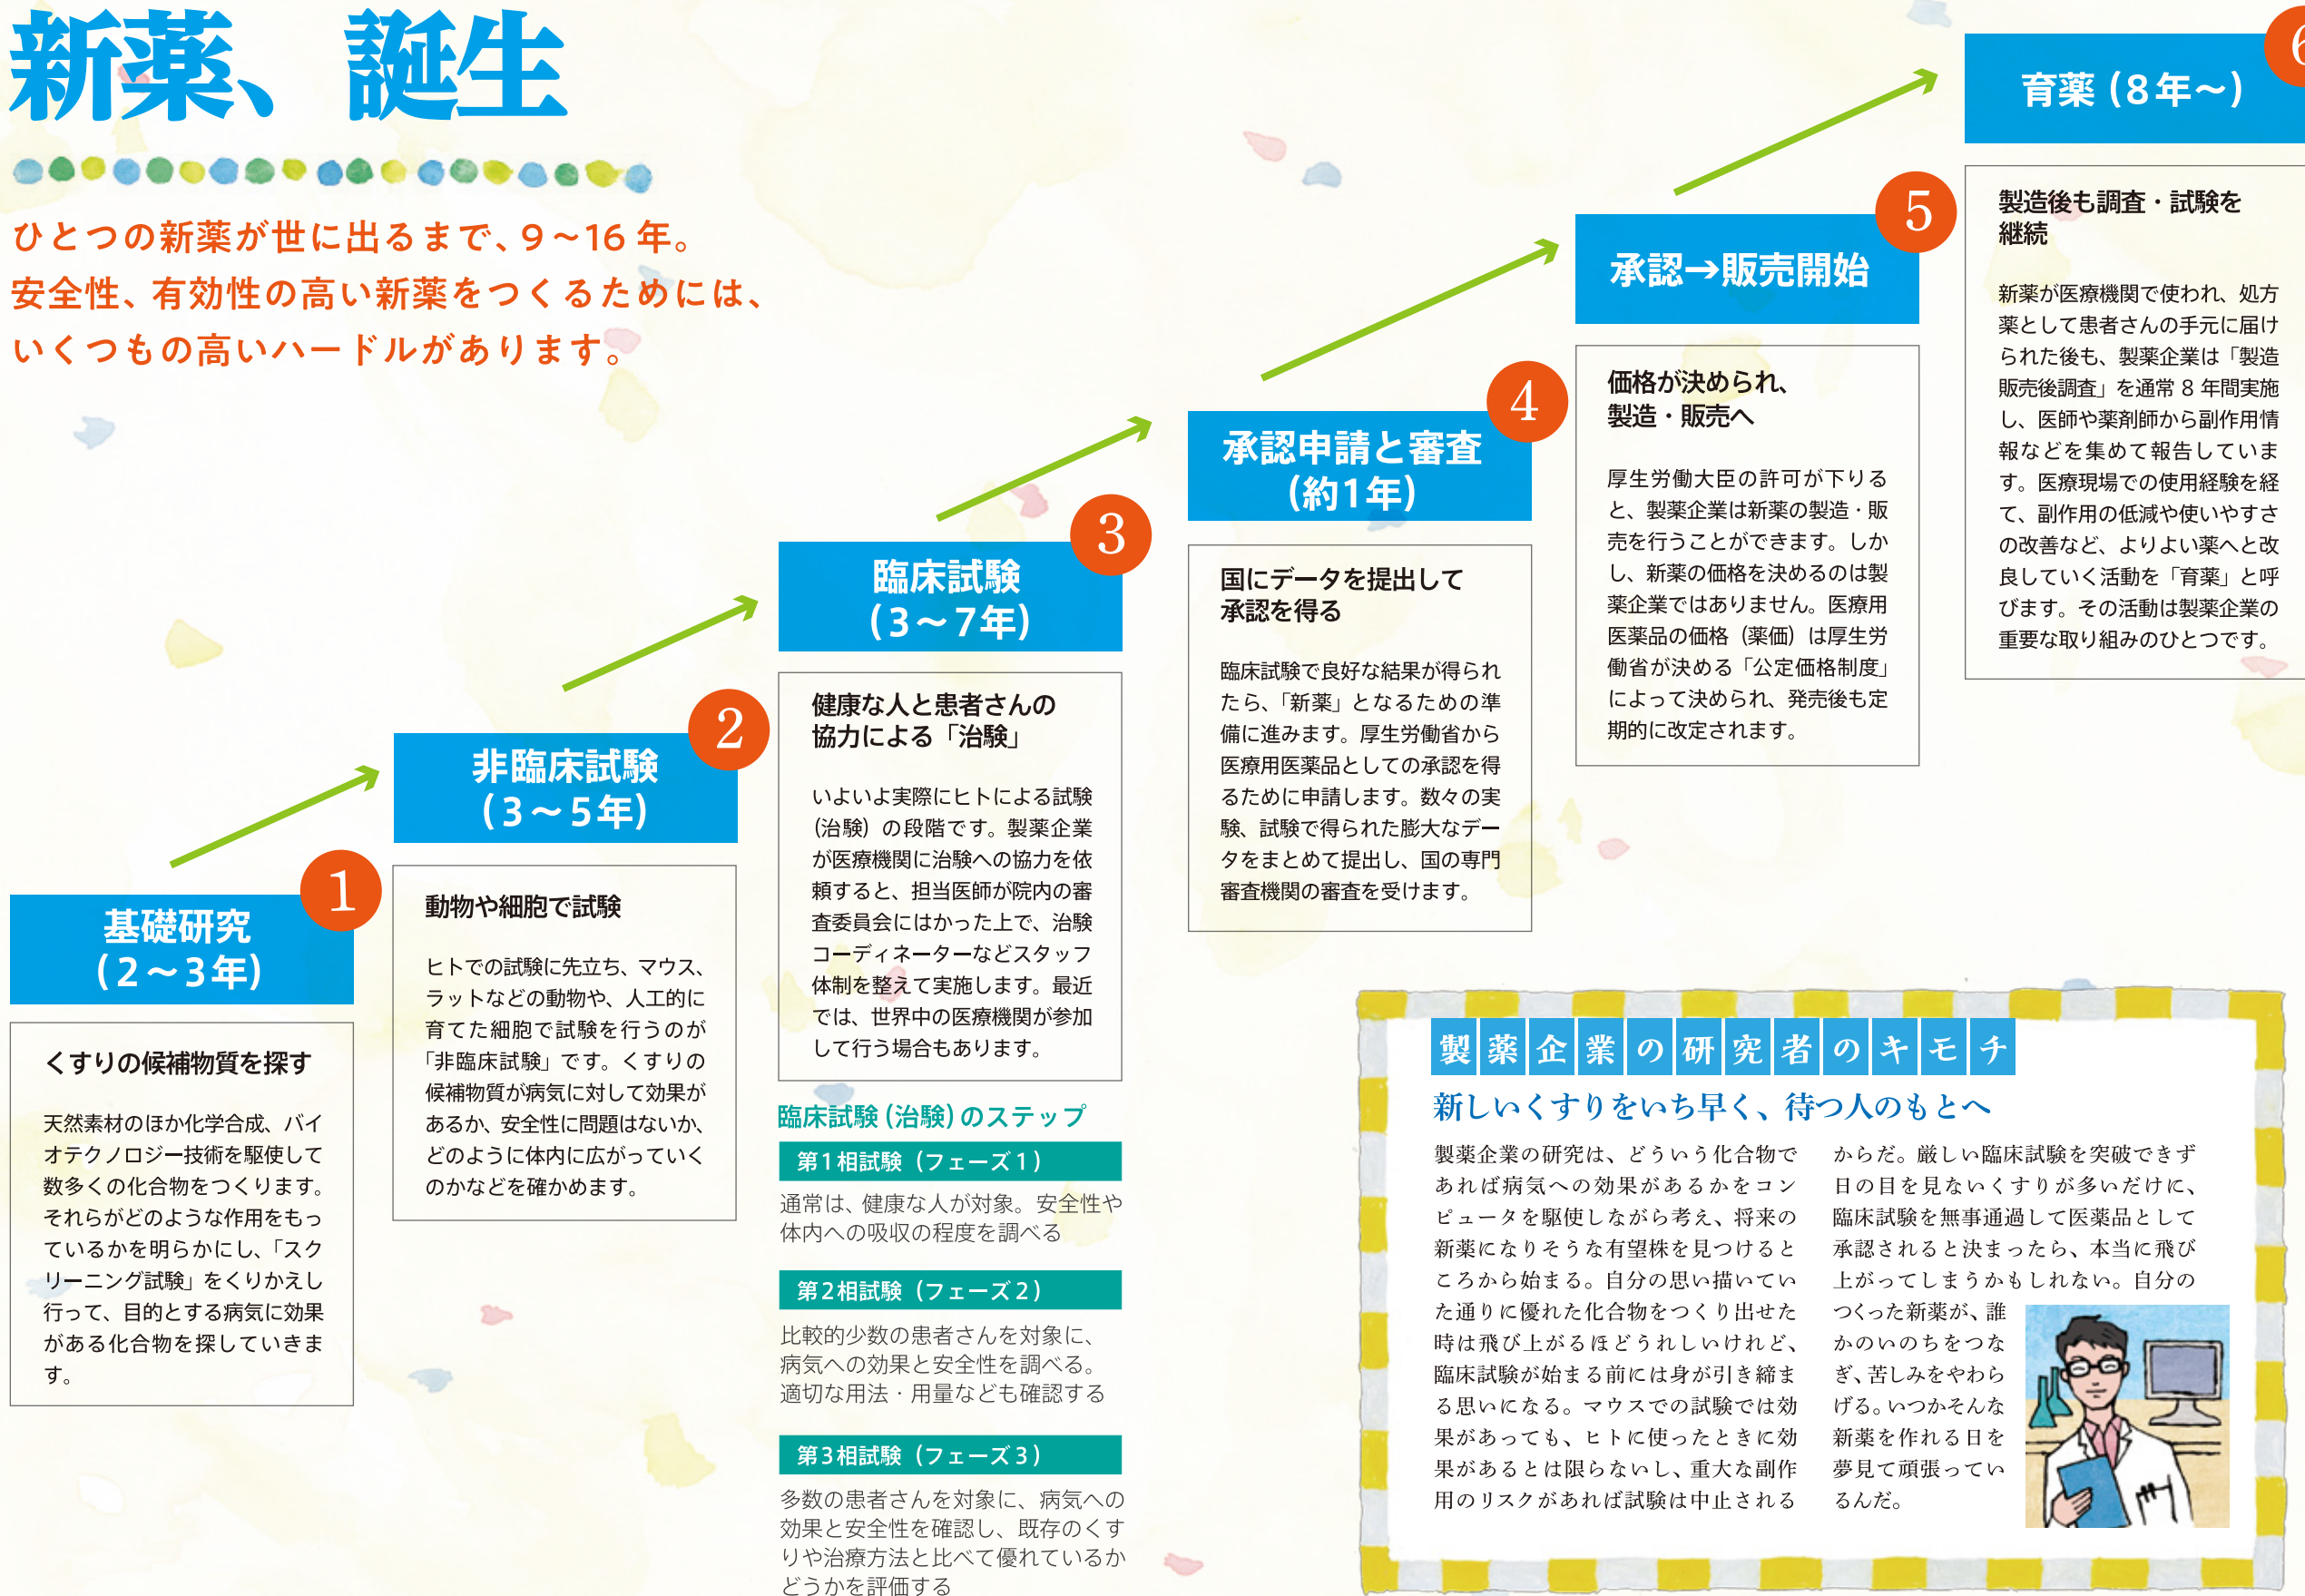 新薬、誕生
ひとつの新薬が世に出るまで、9～16 年。
安全性、有効性の高い新薬をつくるためには、
いくつもの高いハードルがあります。
1
基礎研究
（2～3年）
くすりの候補物質を探す
天然素材のほか化学合成、バイ
オテクノロジー技術を駆使して
数多くの化合物をつくります。
それらがどのような作用をもっ
ているかを明らかにし、「スク
リーニング試験」をくりかえし
行って、目的とする病気に効果
がある化合物を探していきま
す。
2
非臨床試験
（3～5年）
動物や細胞で試験
ヒトでの試験に先立ち、マウス、
ラットなどの動物や、人工的に
育てた細胞で試験を行うのが
「非臨床試験」です。くすりの
候補物質が病気に対して効果が
あるか、安全性に問題はないか、
どのように体内に広がっていく
のかなどを確かめます。
3
臨床試験
（3～7年）
健康な人と患者さんの
協力による「治験」
いよいよ実際にヒトによる試験
（治験）の段階です。製薬企業
が医療機関に治験への協力を依
頼すると、担当医師が院内の審
査委員会にはかった上で、治験
コーディネーターなどスタッフ
体制を整えて実施します。最近
では、世界中の医療機関が参加
して行う場合もあります。
臨床試験（治験）のステップ
第1相試験（フェーズ1）
通常は、健康な人が対象。安全性や
体内への吸収の程度を調べる
第2相試験（フェーズ2）
比較的少数の患者さんを対象に、
病気への効果と安全性を調べる。
適切な用法・用量なども確認する
第3相試験（フェーズ3）
多数の患者さんを対象に、病気への
効果と安全性を確認し、既存のくす
りや治療方法と比べて優れているか
どうかを評価する
4
承認申請と審査
（約1年）
国にデータを提出して
承認を得る
臨床試験で良好な結果が得られ
たら、「新薬」となるための準
備に進みます。厚生労働省から
医療用医薬品としての承認を得
るために申請します。数々の実
験、試験で得られた膨大なデー
タをまとめて提出し、国の専門
審査機関の審査を受けます。
5
承認→販売開始
価格が決められ、
製造・販売へ
厚生労働大臣の許可が下りる
と、製薬企業は新薬の製造・販
売を行うことができます。しか
し、新薬の価格を決めるのは製
薬企業ではありません。医療用
医薬品の価格（薬価）は厚生労
働省が決める「公定価格制度」
によって決められ、発売後も定
期的に改定されます。
6
育薬（8年～）
製造後も調査・試験を
継続
新薬が医療機関で使われ、処方
薬として患者さんの手元に届け
られた後も、製薬企業は「製造
販売後調査」を通常 8 年間実施
し、医師や薬剤師から副作用情
報などを集めて報告していま
す。医療現場での使用経験を経
て、副作用の低減や使いやすさ
の改善など、よりよい薬へと改
良していく活動を「育薬」と呼
びます。その活動は製薬企業の
重要な取り組みのひとつです。
製薬企業の研究者のキモチ
新しいくすりをいち早く、待つ人のもとへ
製薬企業の研究は、どういう化合物で
あれば病気への効果があるかをコン
ピュータを駆使しながら考え、将来の
新薬になりそうな有望株を見つけると
ころから始まる。自分の思い描いてい
た通りに優れた化合物をつくり出せた
時は飛び上がるほどうれしいけれど、
臨床試験が始まる前には身が引き締ま
る思いになる。マウスでの試験では効
果があっても、ヒトに使ったときに効
果があるとは限らないし、重大な副作
用のリスクがあれば試験は中止される
からだ。厳しい臨床試験を突破できず
日の目を見ないくすりが多いだけに、
臨床試験を無事通過して医薬品として
承認されると決まったら、本当に飛び
上がってしまうかもしれない。自分の
つくった新薬が、誰
かのいのちをつな
ぎ、苦しみをやわら
げる。いつかそんな
新薬を作れる日を
夢見て頑張ってい
るんだ。